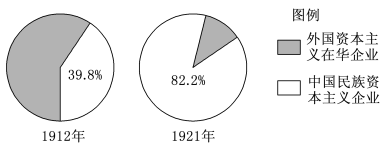 图例
外国资本主
义在华企业
39.8%
82.2%
中国民族资
本主义企业
1912年
1921年